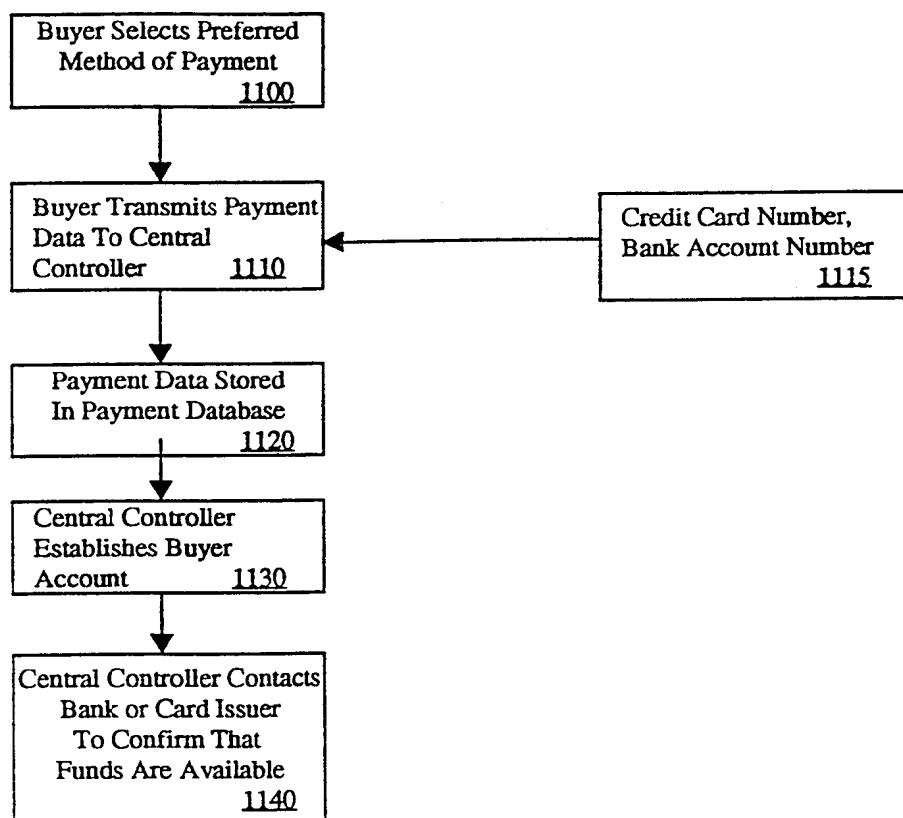 Buyer Selects Preferred
Method of Payment
1100
Buyer Transmits Payment
Data To Central
Controller 1110
Credit Card Number,
Bank Account Number
1115
Payment Data Stored
In Payment Database
1120
Central Controller
Establishes Buyer
Account 1130
Central Controller Contacts
Bank or Card Issuer
To Confirm That
Funds Are Available
1140